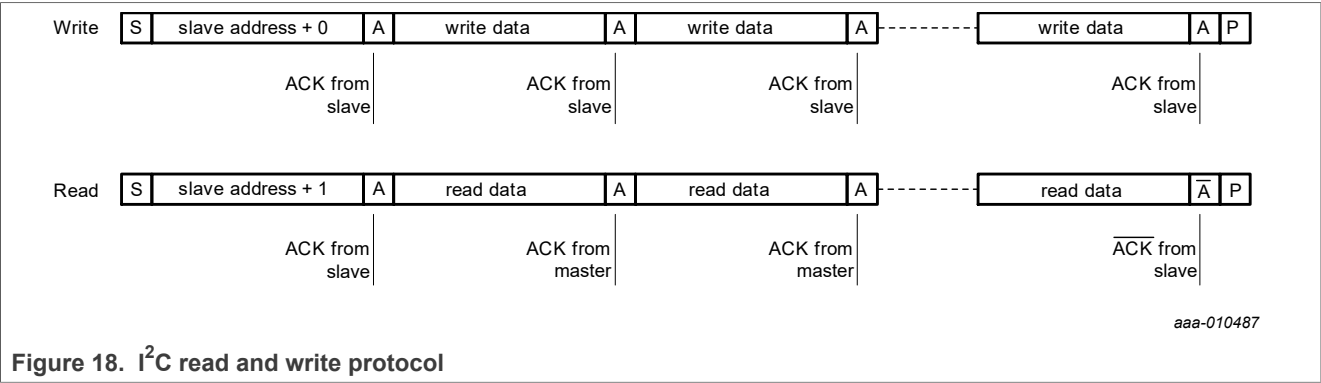 Write S slave address + 0 A write data A write data A write data A P
ACK from ACK from ACK from ACK from
slave slave slave slave
Read S slave address + 1 A read data A read data A read data A̅ P
ACK from ACK from ACK from A̅C̅K̅ from
slave master master slave
aaa-010487
Figure 18. I²C read and write protocol